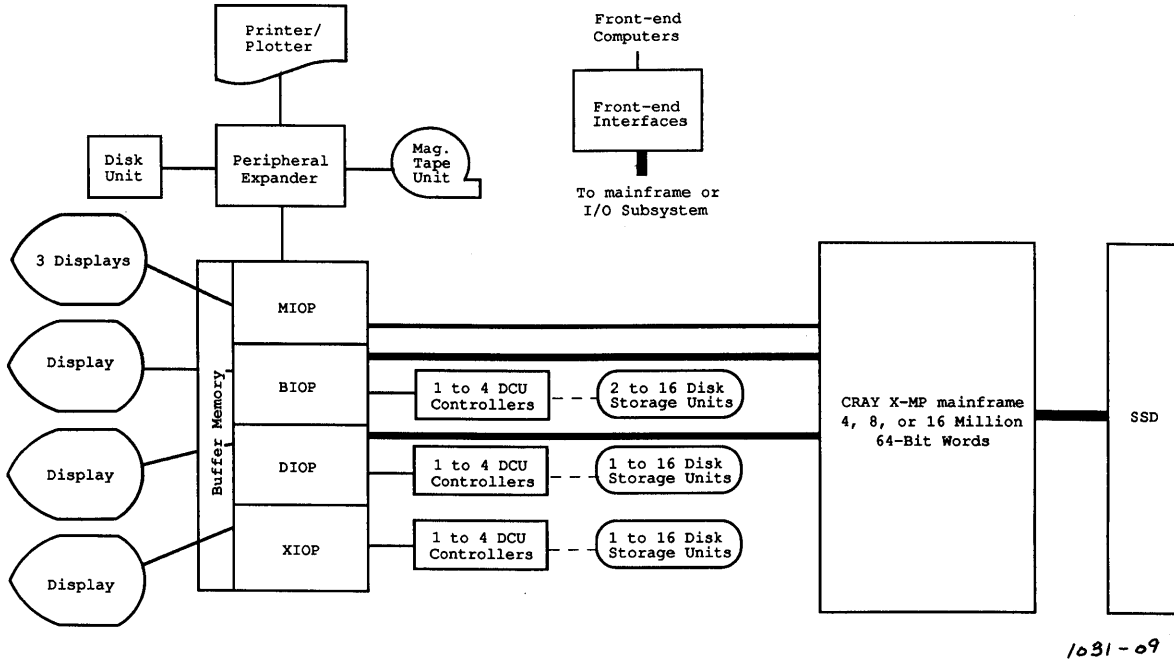 Printer/
Plotter
Front-end
Computers
Front-end
Interfaces
Disk
Unit
Peripheral
Expander
Mag.
Tape
Unit
To mainframe or
I/O Subsystem
3 Displays
Display
Display
Display
Buffer Memory
MIOP
BIOP
DIOP
XIOP
1 to 4 DCU
Controllers
2 to 16 Disk
Storage Units
1 to 4 DCU
Controllers
1 to 16 Disk
Storage Units
1 to 4 DCU
Controllers
1 to 16 Disk
Storage Units
CRAY X-MP mainframe
4, 8, or 16 Million
64-Bit Words
SSD
1031-09